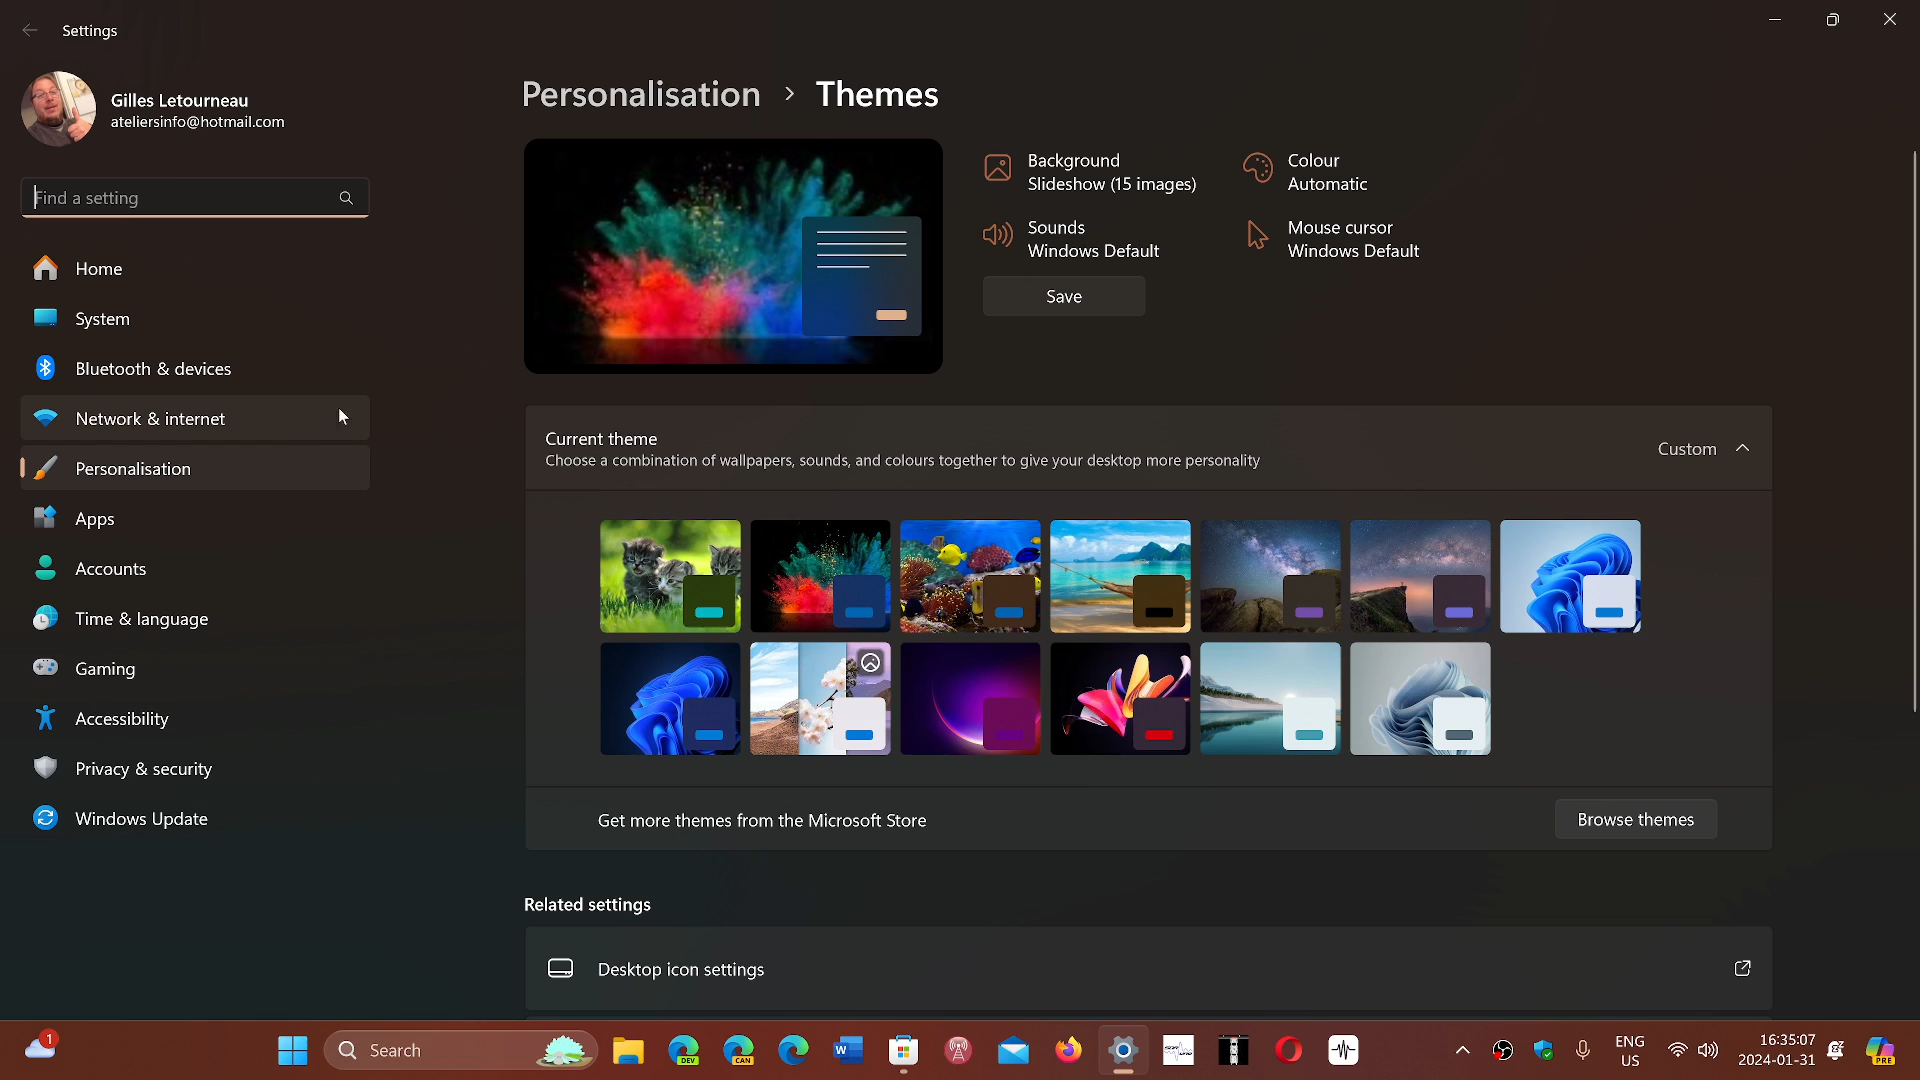 Settings
Gilles Letourneau
ateliersinfo@hotmail.com
Find a setting
Home
System
Bluetooth & devices
Network & internet
Personalisation
Apps
Accounts
Time & language
Gaming
Accessibility
Privacy & security
Windows Update
Personalisation > Themes
Background
Slideshow (15 images)
Colour
Automatic
Sounds
Windows Default
Mouse cursor
Windows Default
Save
Current theme
Choose a combination of wallpapers, sounds, and colours together to give your desktop more personality
Custom
Get more themes from the Microsoft Store
Browse themes
Related settings
Desktop icon settings
1
Search
DEV
CAN
W
ENG
US
16:35:07
2024-01-31
PRE